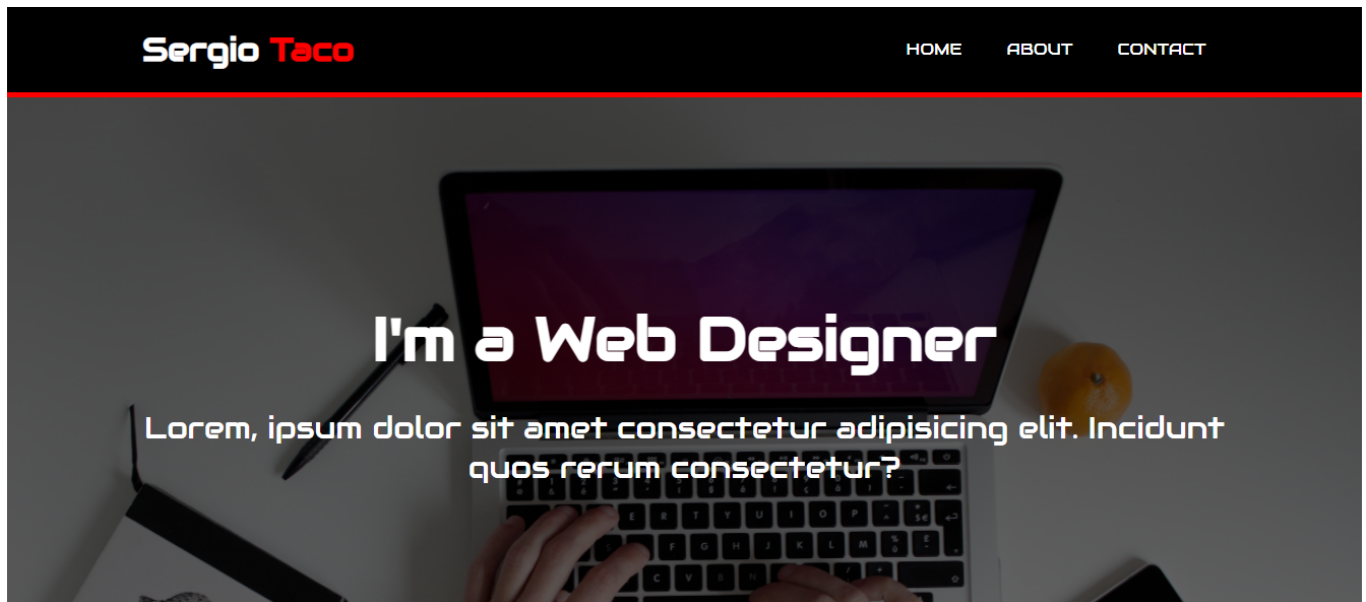 Sergio Taco
HOME ABOUT CONTACT
I'm a Web Designer
Lorem, ipsum dolor sit amet consectetur adipisicing elit. Incidunt
quos rerum consectetur?
E R T Y U I O P
F G H J K L M
C V B N